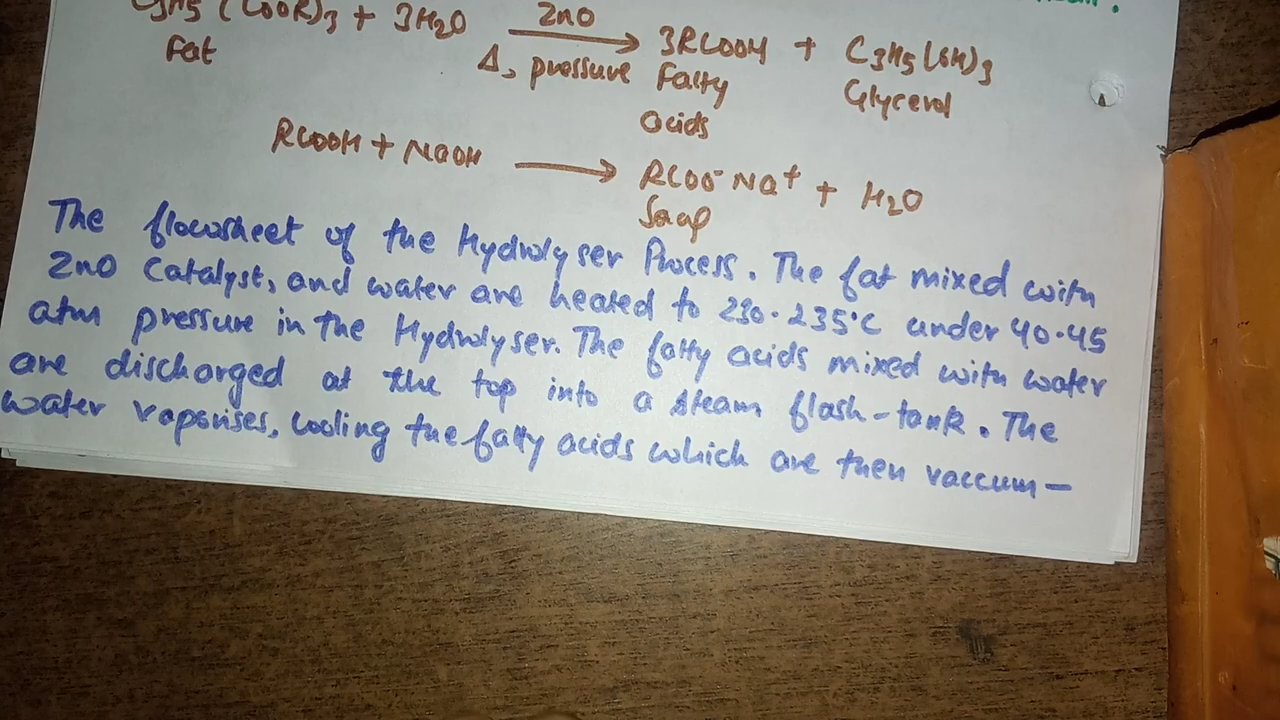 C3H5 (COOR)3 + 3H2O ZnO 3RCOOH + C3H5(OH)3
Fat Δ, pressure Fatty Glycerol
acids
RCOOH + NaOH → RCOO⁻Na⁺ + H2O
Soap
The flowsheet of the Hydrolyser Process. The fat mixed with
ZnO catalyst, and water are heated to 230-235°C under 40-45
atm pressure in the Hydrolyser. The fatty acids mixed with water
are discharged at the top into a steam flash-tank. The
water vaporises, cooling the fatty acids which are then vaccum-